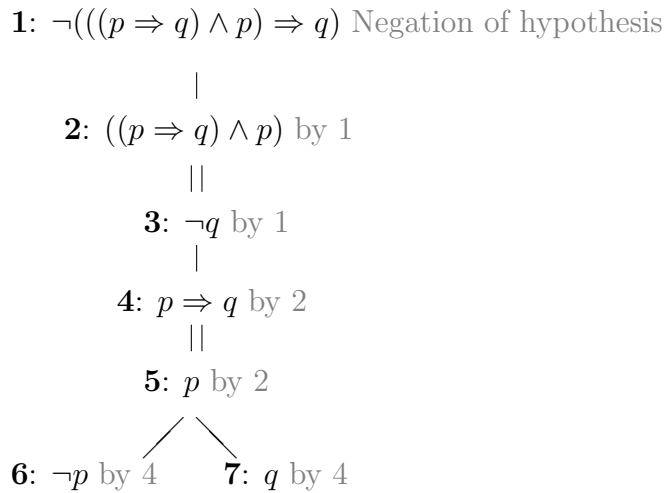 1: ¬(((p ⇒ q) ∧ p) ⇒ q) Negation of hypothesis
2: ((p ⇒ q) ∧ p) by 1
3: ¬q by 1
4: p ⇒ q by 2
5: p by 2
6: ¬p by 4 7: q by 4